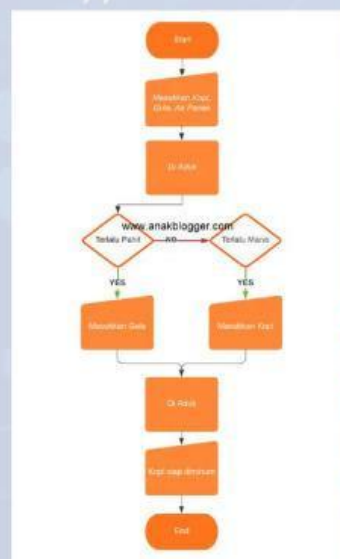 Start
Masukkan Kopi,
Gula, Air Panas
Di Aduk
www.anakblogger.com
Terlalu Pahit
NO
Terlalu Manis
YES
YES
Masukkan Gula
Masukkan Kopi
Di Aduk
Kopi siap diminum
End